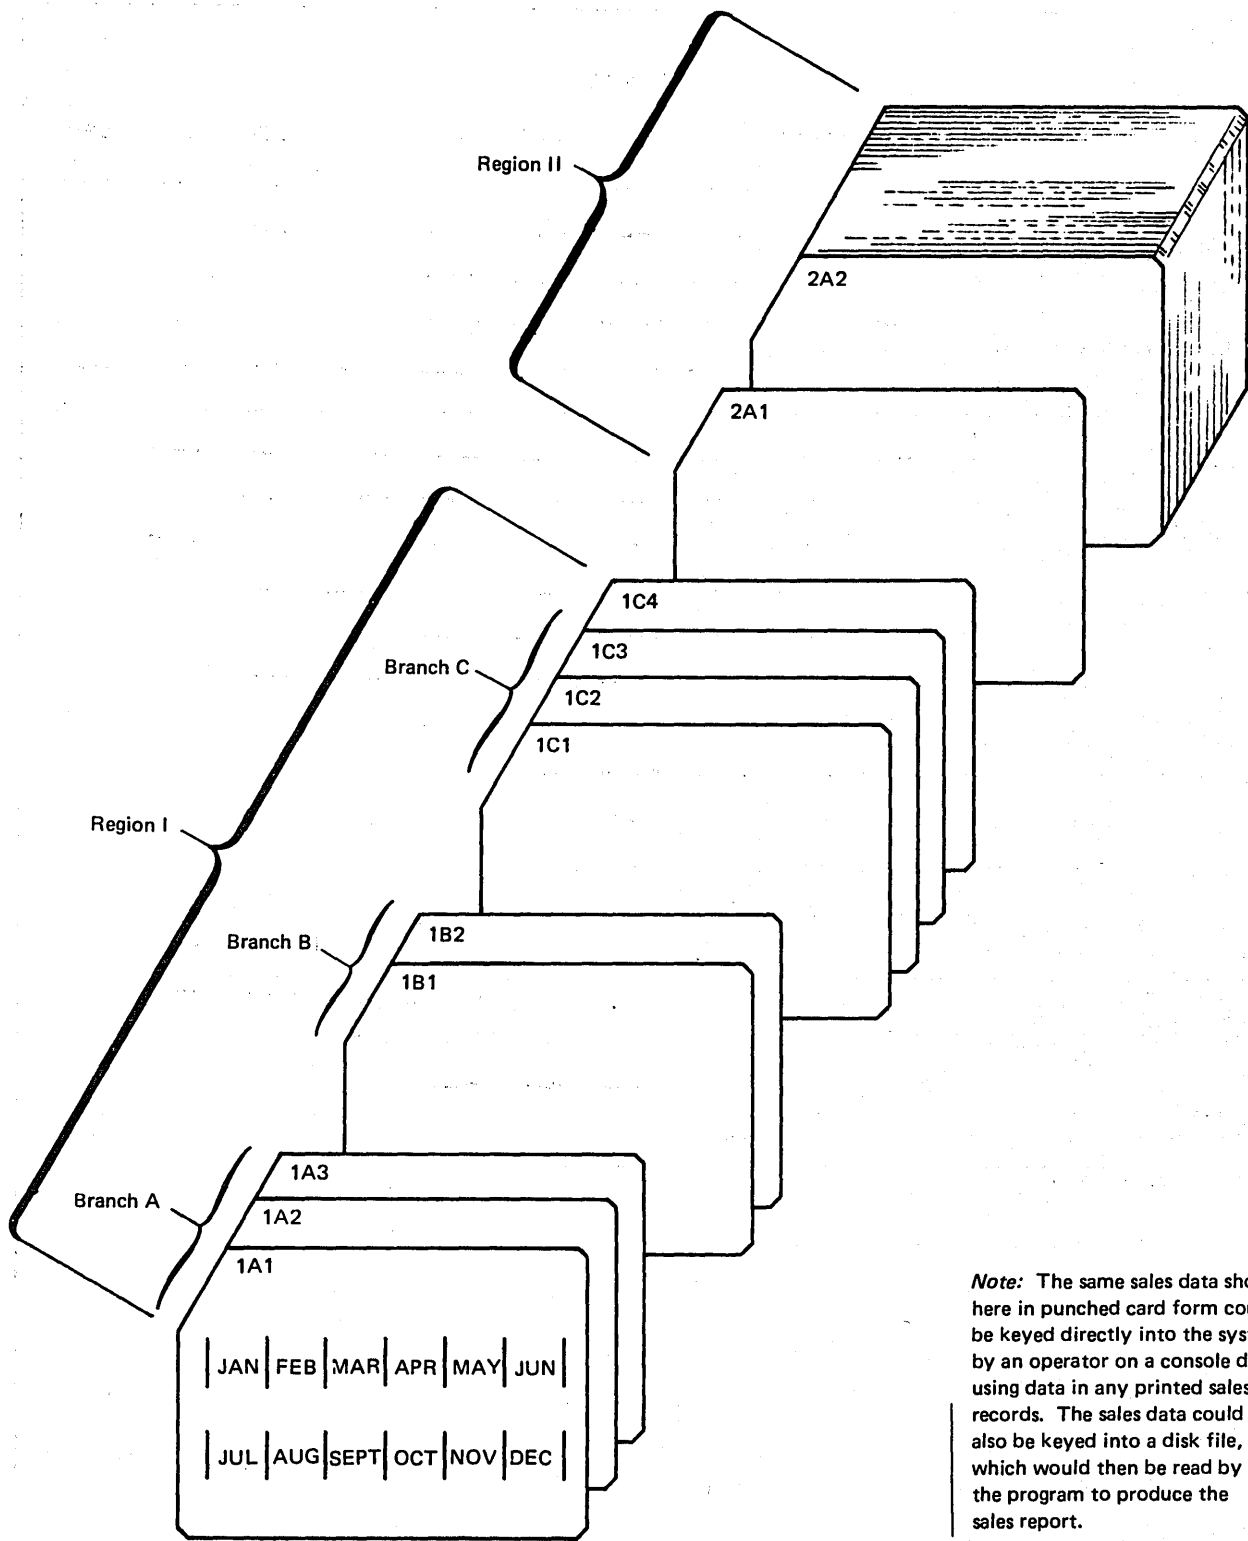 Region II
2A2
2A1
1C4
1C3
Branch C
1C2
1C1
Region I
1B2
Branch B
1B1
1A3
Branch A
1A2
1A1
JAN FEB MAR APR MAY JUN
JUL AUG SEPT OCT NOV DEC
Note: The same sales data sho
here in punched card form cou
be keyed directly into the syst
by an operator on a console d
using data in any printed sales
records. The sales data could
also be keyed into a disk file,
which would then be read by
the program to produce the
sales report.